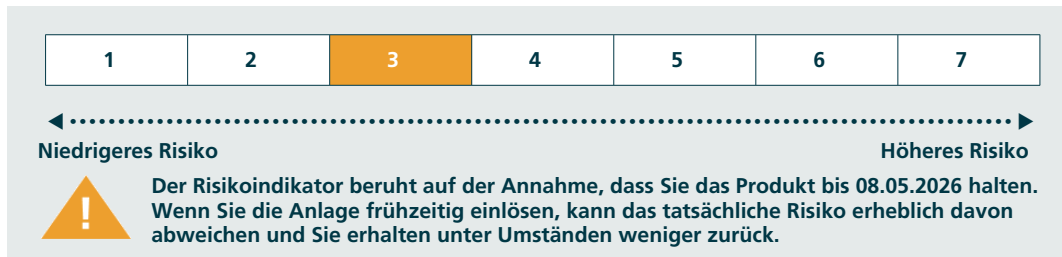 1 2 3 4 5 6 7
Niedrigeres Risiko Höheres Risiko
! Der Risikoindikator beruht auf der Annahme, dass Sie das Produkt bis 08.05.2026 halten.
Wenn Sie die Anlage frühzeitig einlösen, kann das tatsächliche Risiko erheblich davon
abweichen und Sie erhalten unter Umständen weniger zurück.